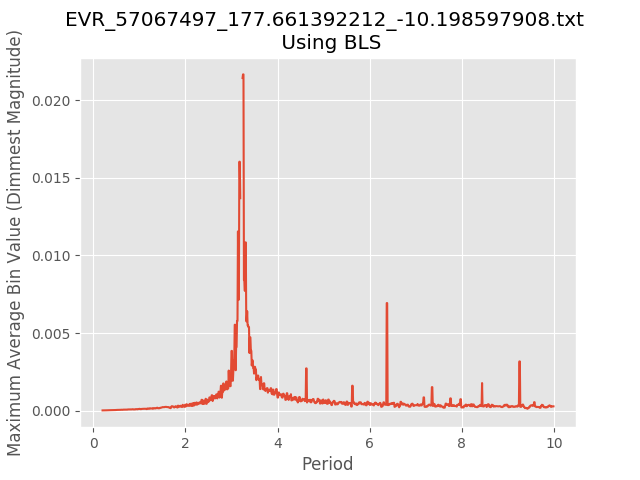 EVR_57067497_177.661392212_-10.198597908.txt
Using BLS
Maximum Average Bin Value (Dimmest Magnitude)
0.020
0.015
0.010
0.005
0.000
0 2 4 6 8 10
Period